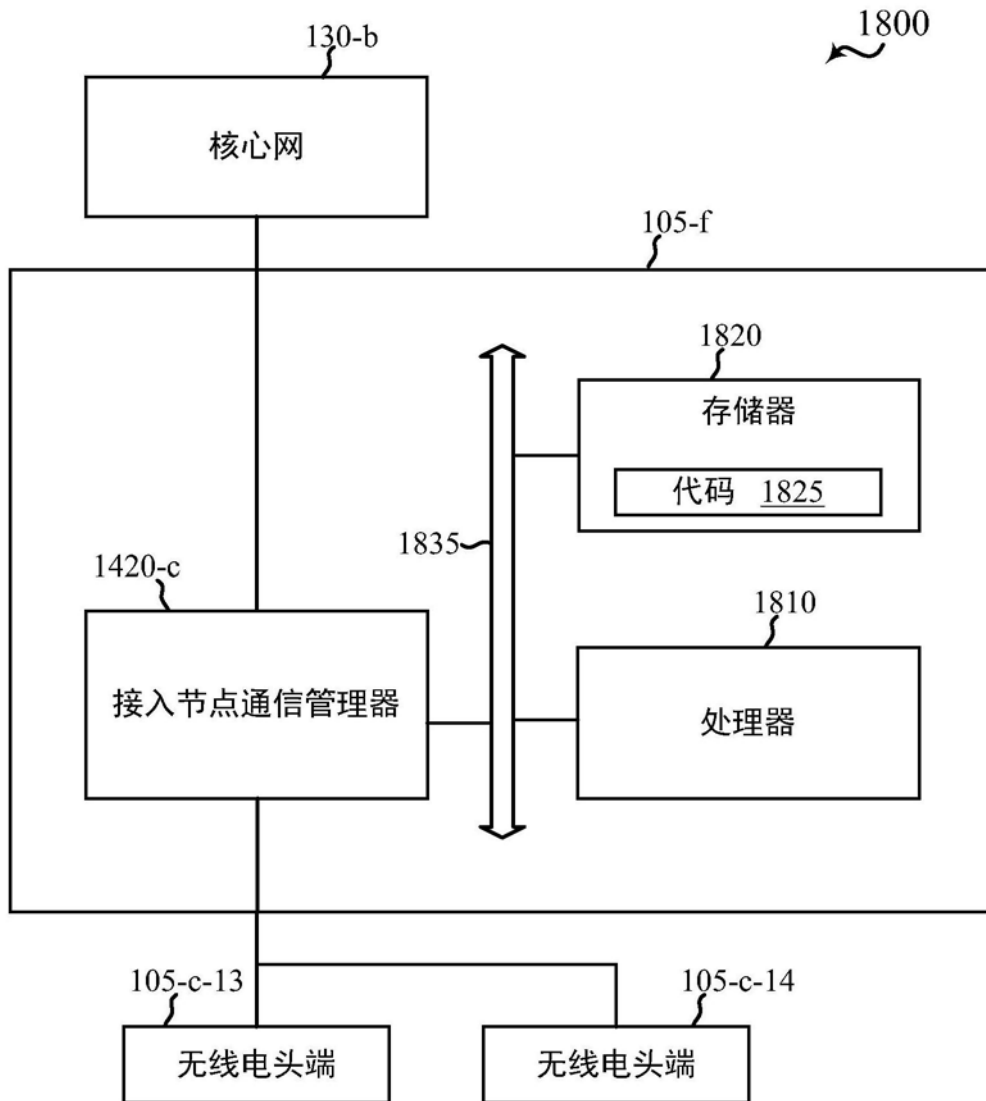 1800
130-b
核心网
105-f
1820
存储器
代码 1825
1835
1420-c
接入节点通信管理器
1810
处理器
105-c-13
无线电头端
105-c-14
无线电头端